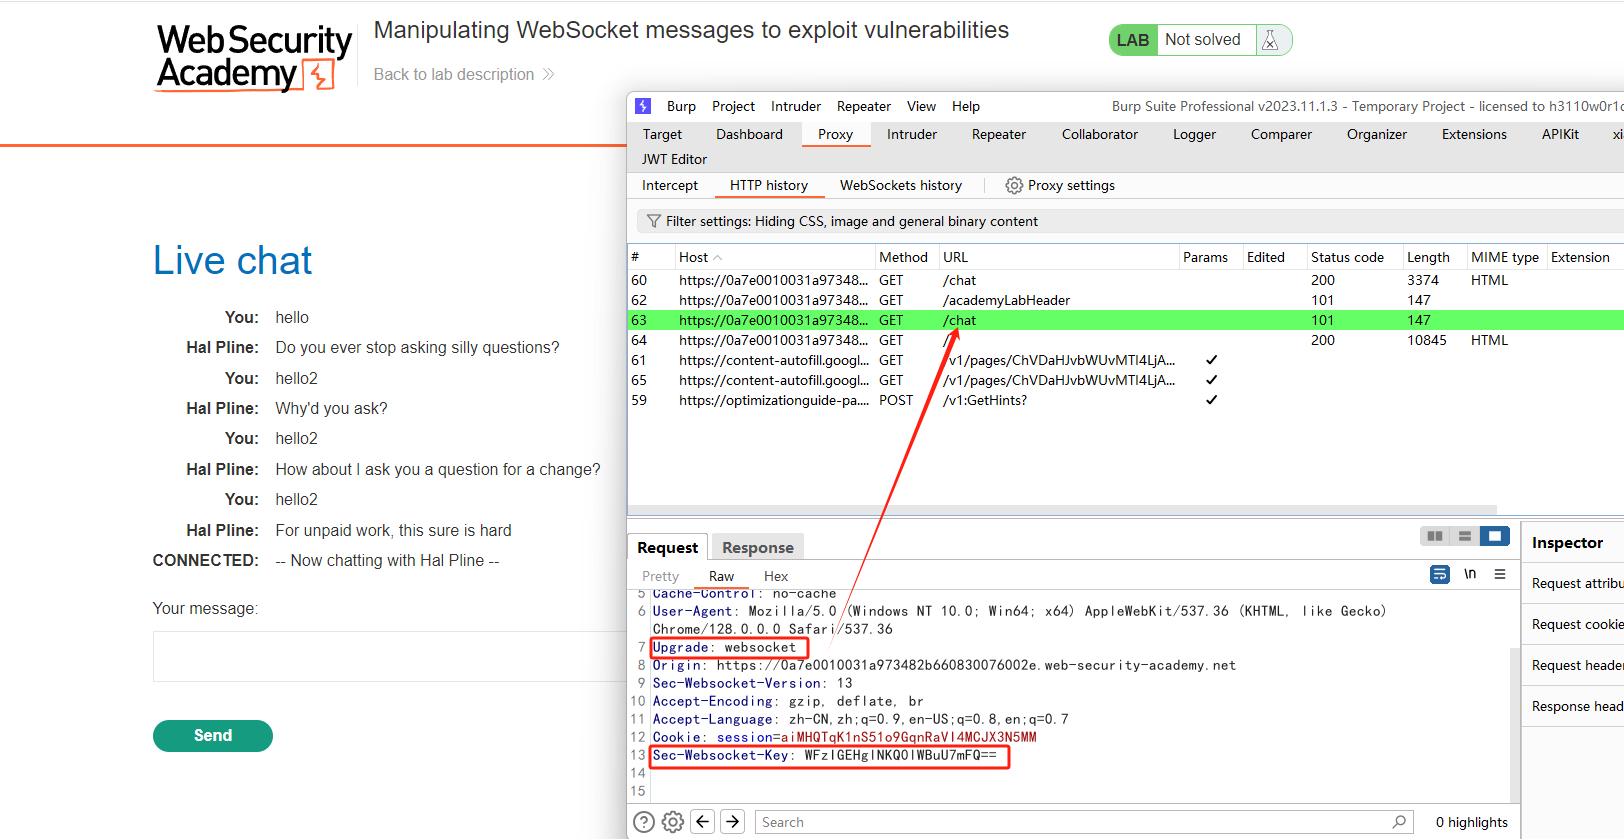 Web Security
Academy
Manipulating WebSocket messages to exploit vulnerabilities
Back to lab description
LAB Not solved
Burp Project Intruder Repeater View Help Burp Suite Professional v2023.11.1.3 - Temporary Project - licensed to h3110w0r1
Target Dashboard Proxy Intruder Repeater Collaborator Logger Comparer Organizer Extensions APIKit xi
JWT Editor
Intercept HTTP history WebSockets history Proxy settings
Filter settings: Hiding CSS, image and general binary content
# Host Method URL Params Edited Status code Length MIME type Extension
60 https://0a7e0010031a97348... GET /chat 200 3374 HTML
62 https://0a7e0010031a97348... GET /academyLabHeader 101 147
63 https://0a7e0010031a97348... GET /chat 101 147
64 https://0a7e0010031a97348... GET / 200 10845 HTML
61 https://content-autofill.googl... GET /v1/pages/ChVDaHJvbWUvMTI4LjA... ✓
65 https://content-autofill.googl... GET /v1/pages/ChVDaHJvbWUvMTI4LjA... ✓
59 https://optimizationguide-pa.... POST /v1:GetHints? ✓
Live chat
You: hello
Hal Pline: Do you ever stop asking silly questions?
You: hello2
Hal Pline: Why'd you ask?
You: hello2
Hal Pline: How about I ask you a question for a change?
You: hello2
Hal Pline: For unpaid work, this sure is hard
CONNECTED: -- Now chatting with Hal Pline --
Your message:
Send
Request Response
Pretty Raw Hex \n
5 Cache-Control: no-cache
6 User-Agent: Mozilla/5.0 (Windows NT 10.0; Win64; x64) AppleWebKit/537.36 (KHTML, like Gecko)
Chrome/128.0.0.0 Safari/537.36
7 Upgrade: websocket
8 Origin: https://0a7e0010031a973482b660830076002e.web-security-academy.net
9 Sec-Websocket-Version: 13
10 Accept-Encoding: gzip, deflate, br
11 Accept-Language: zh-CN,zh;q=0.9,en-US;q=0.8,en;q=0.7
12 Cookie: session=aiMHQTqK1nS51o9GqnRaVI4MCJX3N5MM
13 Sec-Websocket-Key: WFzIGEHglNKQOlWBuU7mFQ==
14
15
Inspector
Request attribu
Request cookie
Request header
Response head
Search
0 highlights